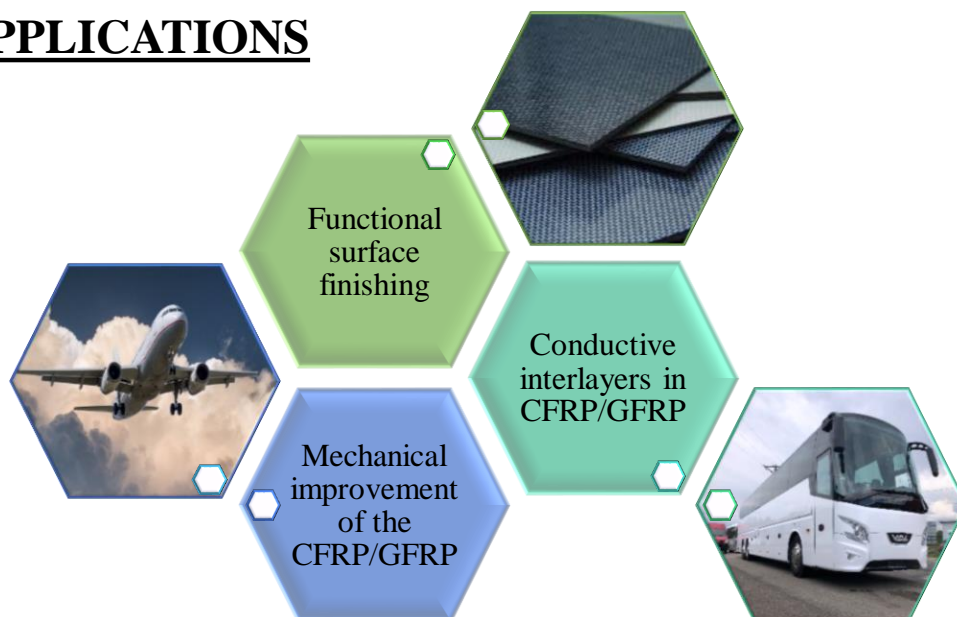 PPLICATIONS
Functional
surface
finishing
Conductive
interlayers in
CFRP/GFRP
Mechanical
improvement
of the
CFRP/GFRP